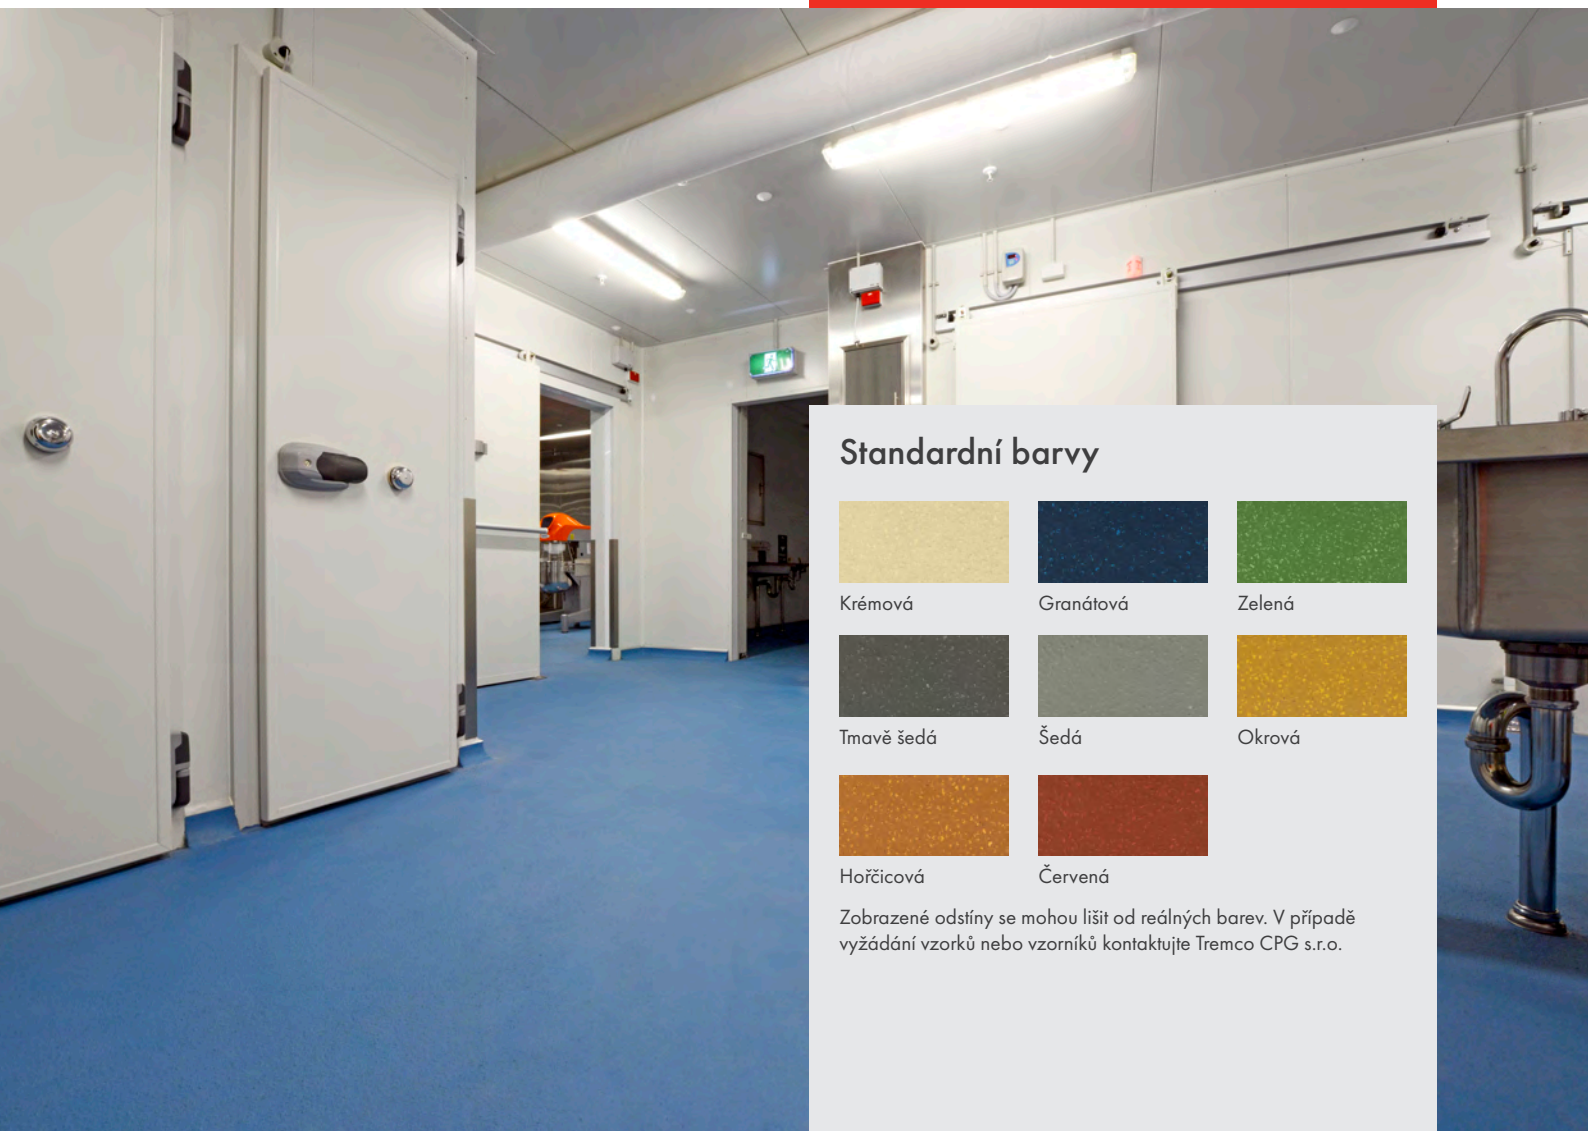 Standardní barvy
Krémová
Granátová
Zelená
Tmavě šedá
Šedá
Okrová
Hořčicová
Červená
Zobrazené odstíny se mohou lišit od reálných barev. V případě
vyžádání vzorků nebo vzorníků kontaktujte Tremco CPG s.r.o.